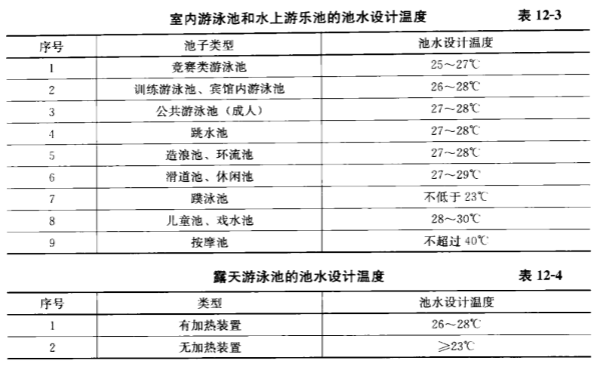 室内游泳池和水上游乐池的池水设计温度 表 12-3
序号 池子类型 池水设计温度
1 竞赛类游泳池 25～27℃
2 训练游泳池、宾馆内游泳池 26～28℃
3 公共游泳池（成人） 27～28℃
4 跳水池 27～28℃
5 造浪池、环流池 27～28℃
6 滑道池、休闲池 27～29℃
7 蹼泳池 不低于 23℃
8 儿童池、戏水池 28～30℃
9 按摩池 不超过 40℃
露天游泳池的池水设计温度 表 12-4
序号 类型 池水设计温度
1 有加热装置 26～28℃
2 无加热装置 ≥23℃